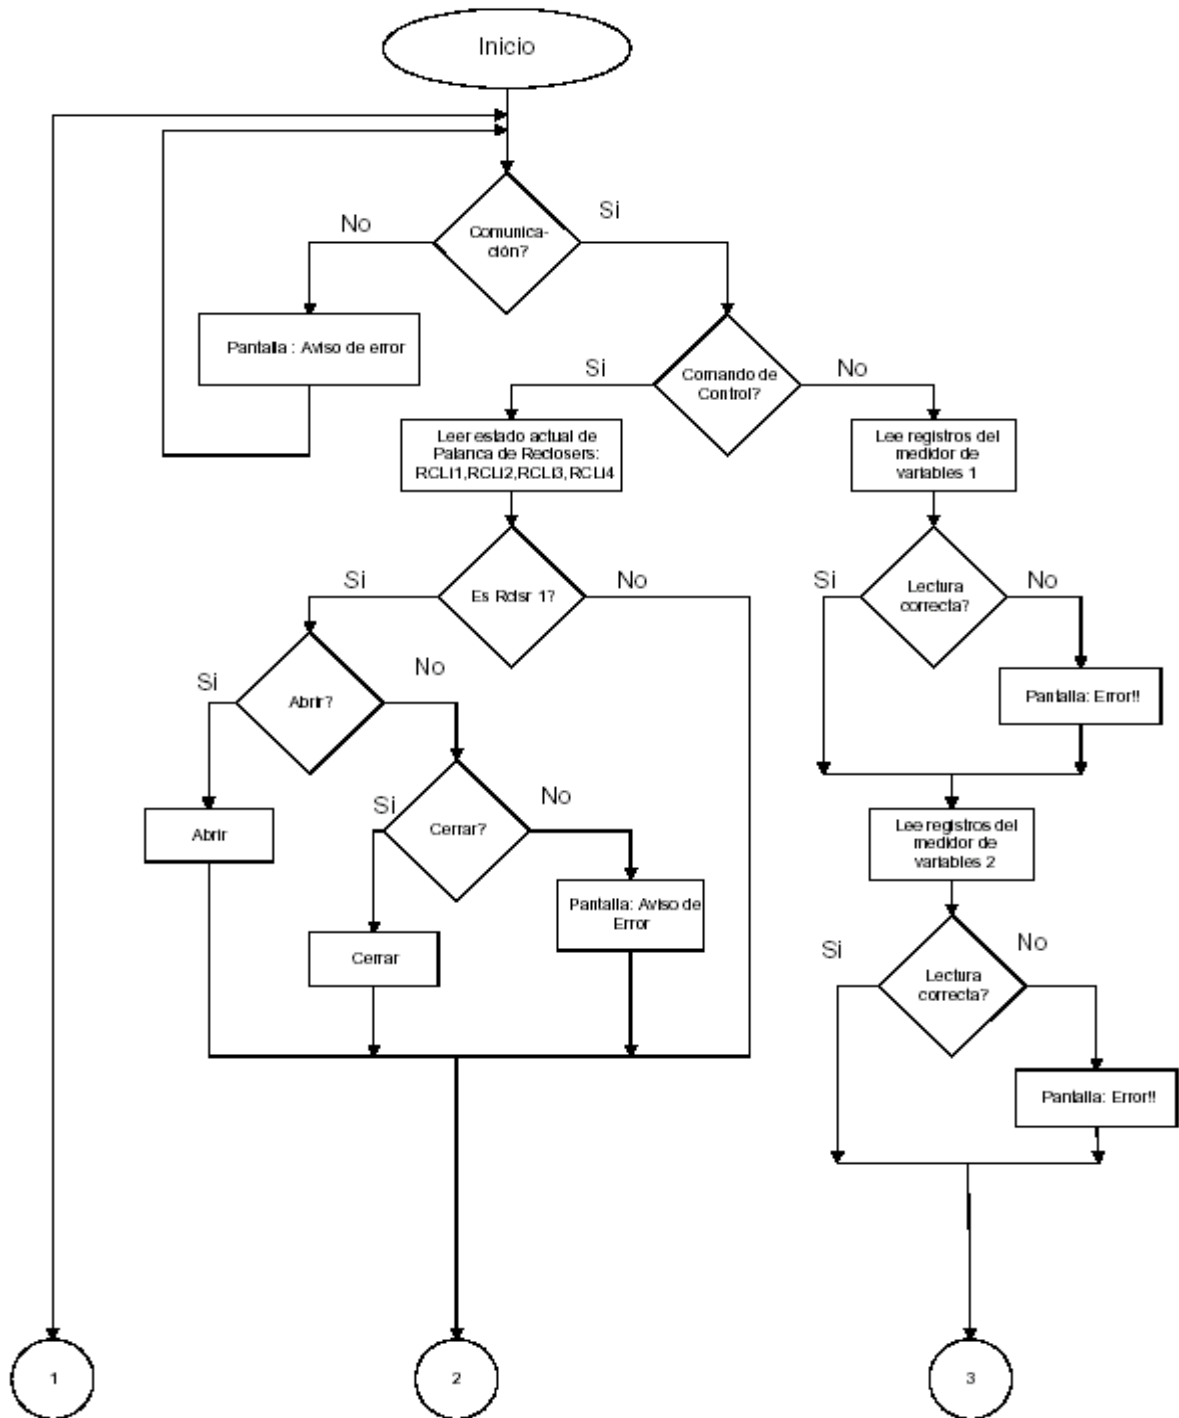 Inicio
Comunica-
ción?
No
Si
Pantalla : Aviso de error
Comando de
Control?
Si
No
Leer estado actual de
Palanca de Reclosers:
RCLI1,RCLI2,RCLI3,RCLI4
Lee registros del
medidor de
variables 1
Es Rclsr 1?
Si
No
Lectura
correcta?
Si
No
Abrir?
Si
No
Pantalla: Error!!
Abrir
Cerrar?
Si
No
Lee registros del
medidor de
variables 2
Cerrar
Pantalla: Aviso de
Error
Lectura
correcta?
Si
No
Pantalla: Error!!
1
2
3